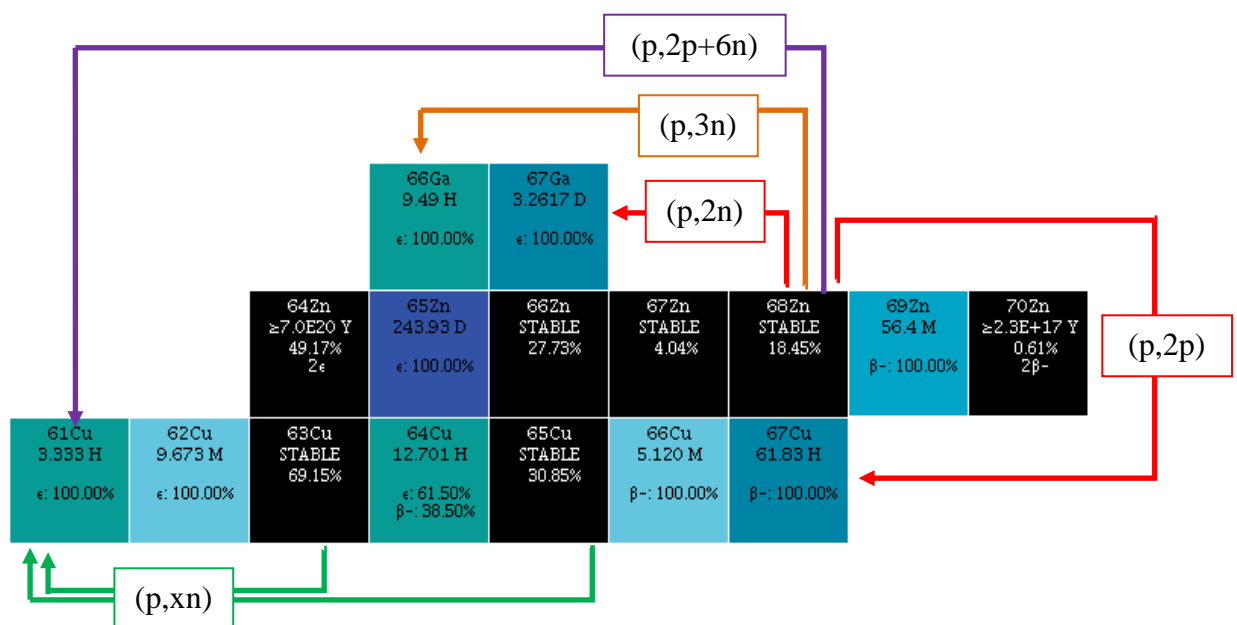 (p,2p+6n)
(p,3n)
66Ga
9.49 H
ϵ: 100.00%
67Ga
3.2617 D
ϵ: 100.00%
(p,2n)
64Zn
≥7.0E20 Y
49.17%
2ϵ
65Zn
243.93 D
ϵ: 100.00%
66Zn
STABLE
27.73%
67Zn
STABLE
4.04%
68Zn
STABLE
18.45%
69Zn
56.4 M
β-: 100.00%
70Zn
≥2.3E+17 Y
0.61%
2β-
(p,2p)
61Cu
3.333 H
ϵ: 100.00%
62Cu
9.673 M
ϵ: 100.00%
63Cu
STABLE
69.15%
64Cu
12.701 H
ϵ: 61.50%
β-: 38.50%
65Cu
STABLE
30.85%
66Cu
5.120 M
β-: 100.00%
67Cu
61.83 H
β-: 100.00%
(p,xn)